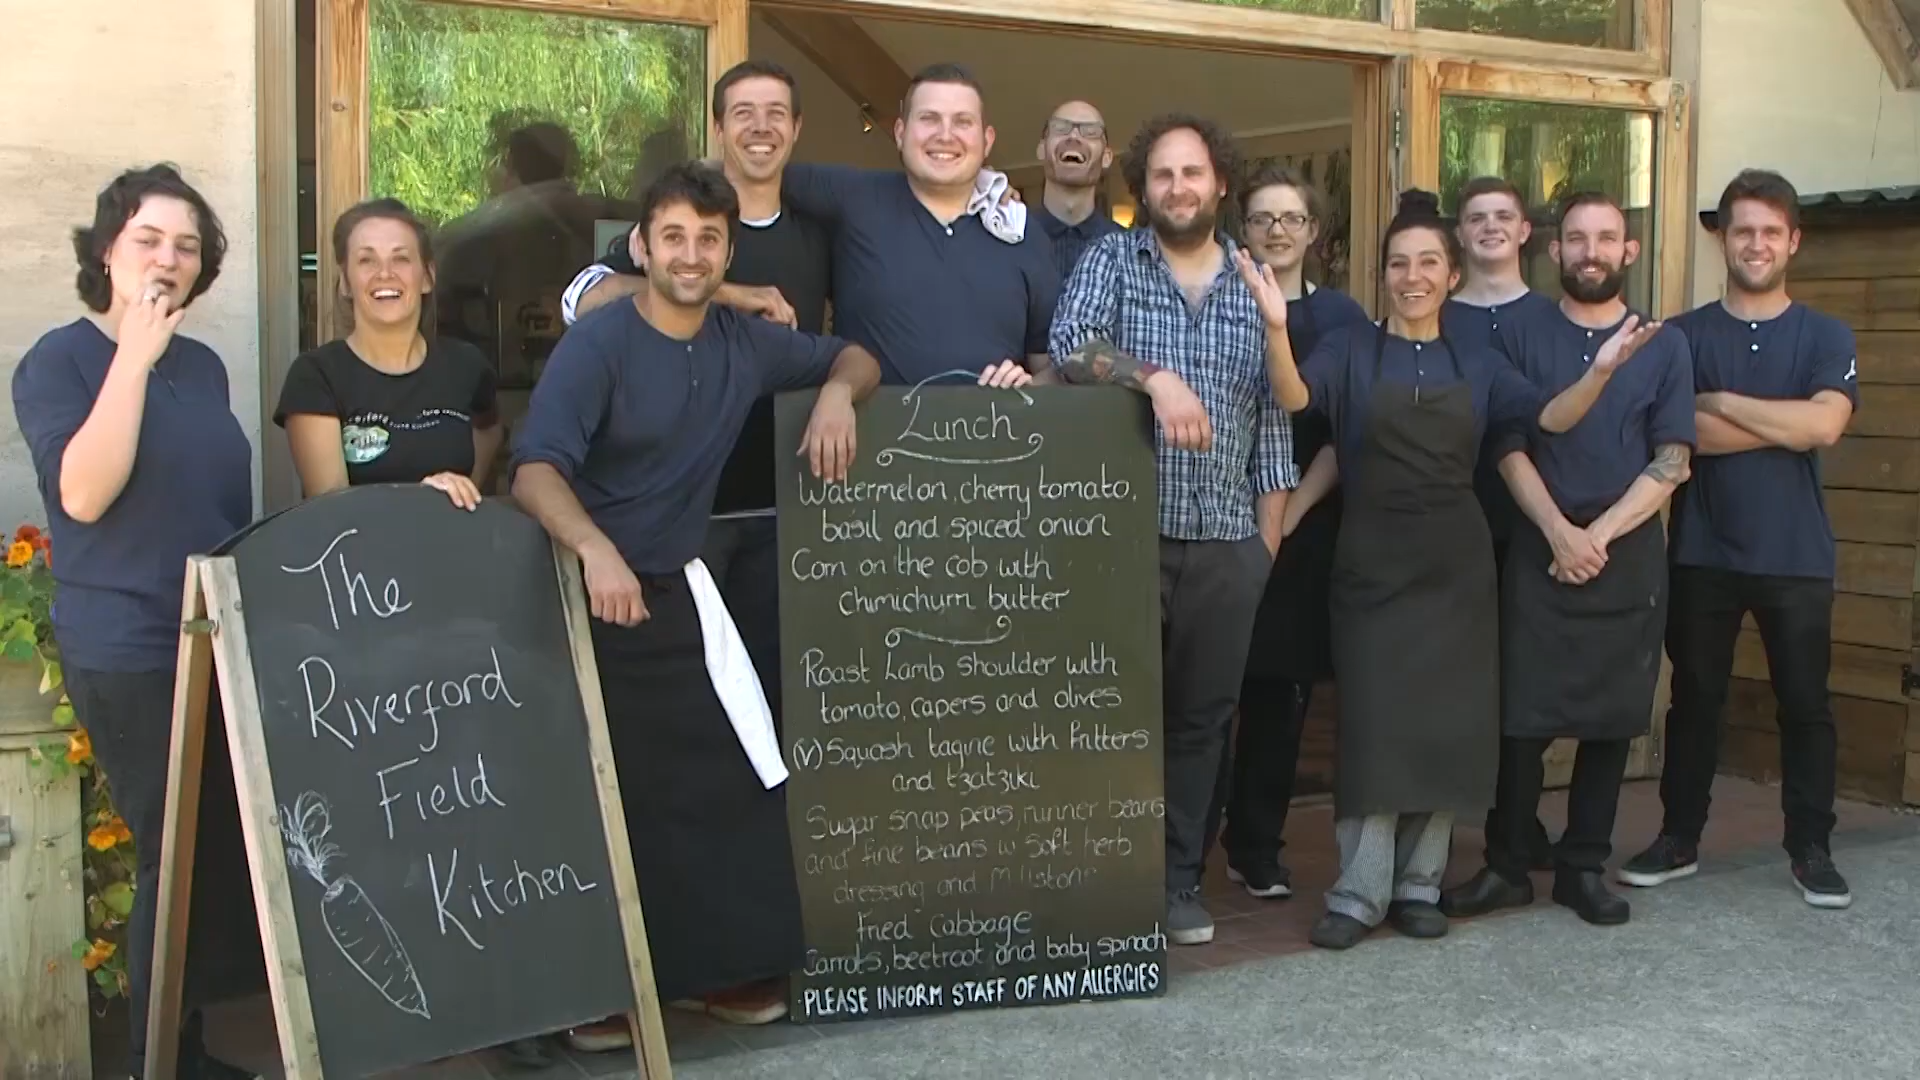 The
Riverford
Field
Kitchen
Lunch
Watermelon, cherry tomato,
basil and spiced onion
Corn on the cob with
chimichurri butter
Roast Lamb shoulder with
tomato, capers and olives
(V) Squash tagine with Fritters
and tzatziki
Sugar snap peas, runner beans
and fine beans w soft herb
dressing and Millstone
Fried Cabbage
Carrots, beetroot and baby spinach
PLEASE INFORM STAFF OF ANY ALLERGIES